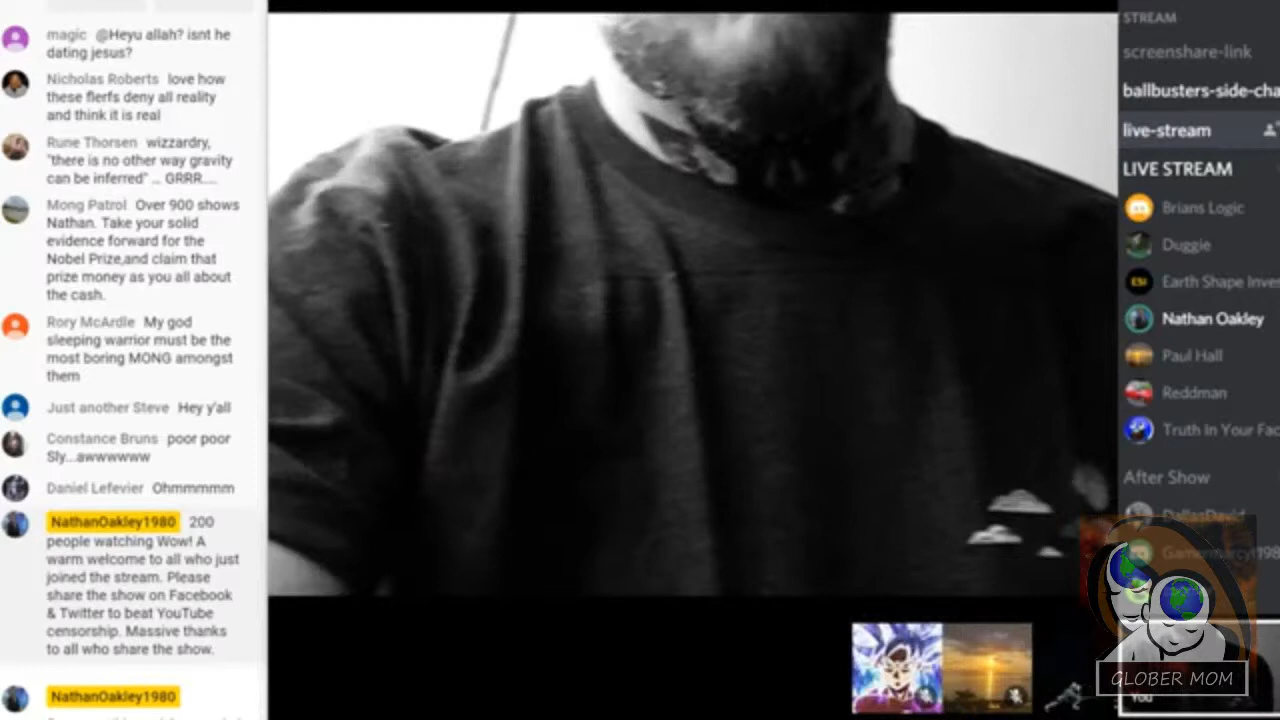 magic @Heyu allah? isnt he
dating jesus?
Nicholas Roberts love how
these flerfs deny all reality
and think it is real
Rune Thorsen wizzardry,
"there is no other way gravity
can be inferred" .. GRRR....
Mong Patrol Over 900 shows
Nathan. Take your solid
evidence forward for the
Nobel Prize,and claim that
prize money as you all about
the cash.
Rory McArdle My god
sleeping warrior must be the
most boring MONG amongst
them
Just another Steve Hey y'all
Constance Bruns poor poor
Sly...awwwwww
Daniel Lefevier Ohmmmmm
NathanOakley1980 200
people watching Wow! A
warm welcome to all who just
joined the stream. Please
share the show on Facebook
& Twitter to beat YouTube
censorship. Massive thanks
to all who share the show.
NathanOakley1980
STREAM
screenshare-link
ballbusters-side-cha
live-stream
LIVE STREAM
Brians Logic
Duggie
ESI
Earth Shape Inves
Nathan Oakley
Paul Hall
Reddman
Truth In Your Fac
After Show
DallasDavid
GLOBER MOM
You